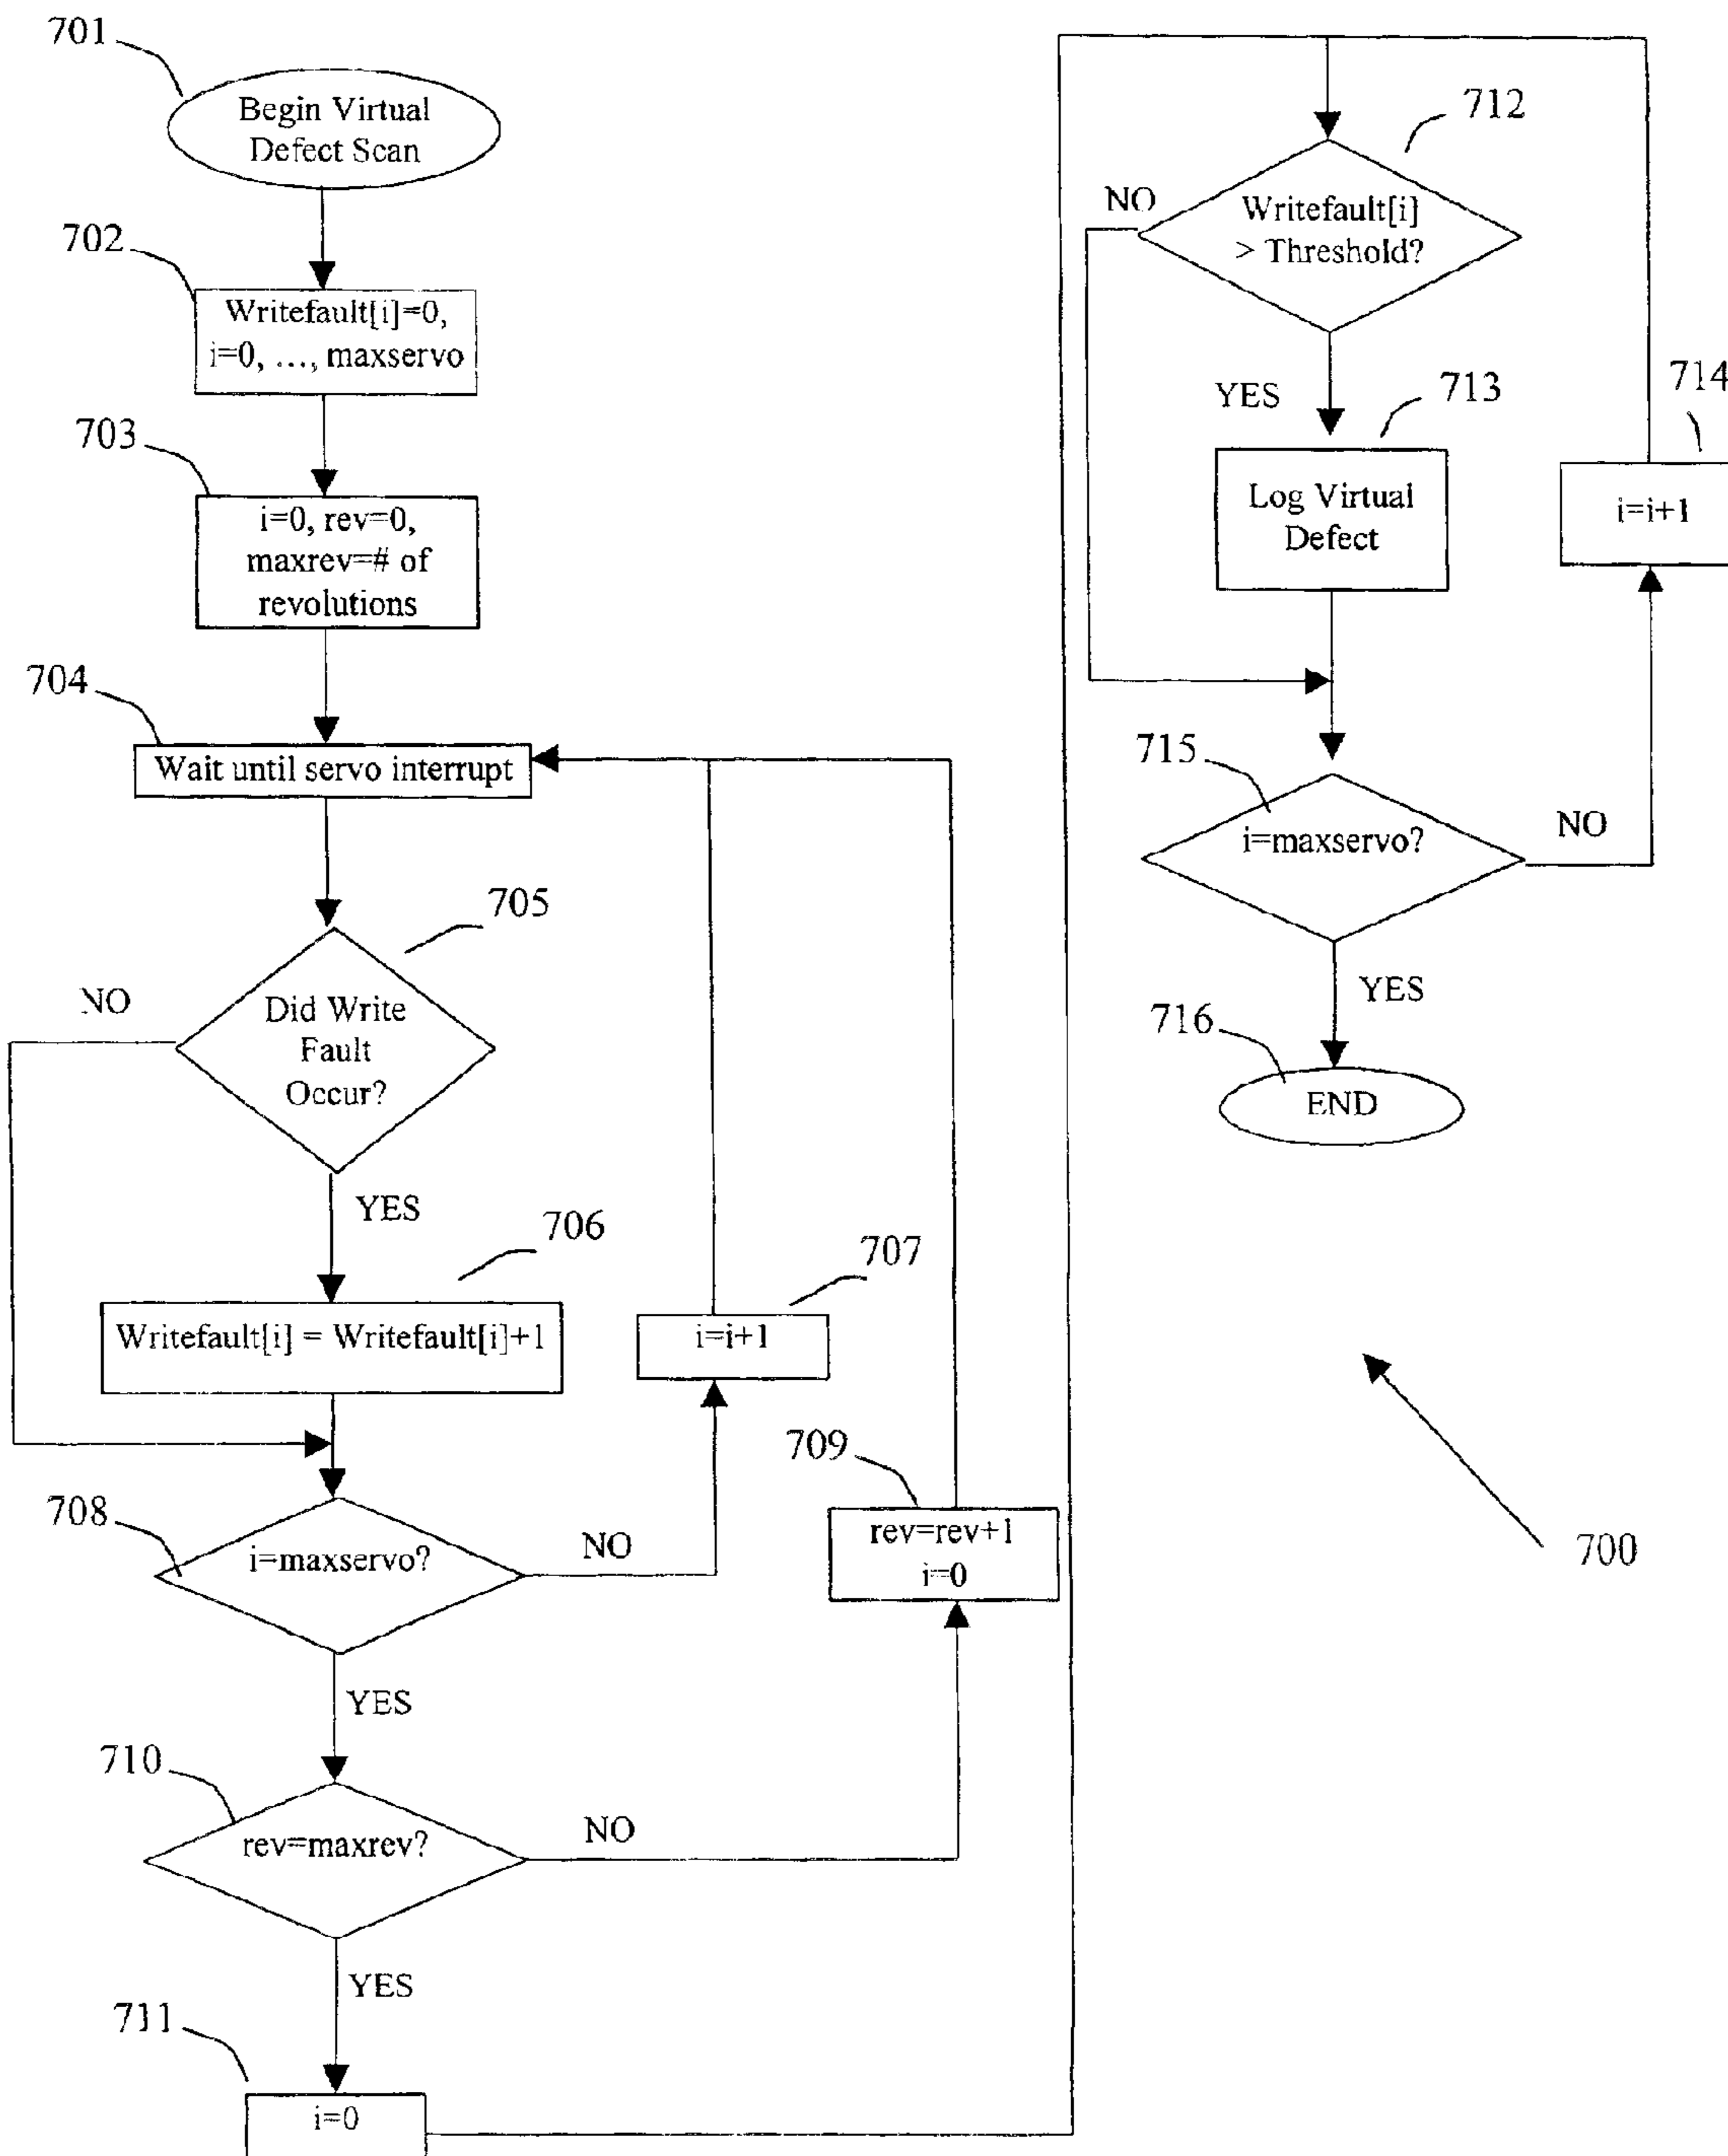 701
Begin Virtual
Defect Scan
702
Writefault[i]=0,
i=0, ..., maxservo
703
i=0, rev=0,
maxrev=# of
revolutions
704
Wait until servo interrupt
705
NO
Did Write
Fault
Occur?
YES
706
Writefault[i] = Writefault[i]+1
707
i=i+1
708
i=maxservo?
NO
709
rev=rev+1
i=0
YES
710
rev=maxrev?
NO
YES
711
i=0
712
NO
Writefault[i]
> Threshold?
YES
713
Log Virtual
Defect
714
i=i+1
715
i=maxservo?
NO
YES
716
END
700